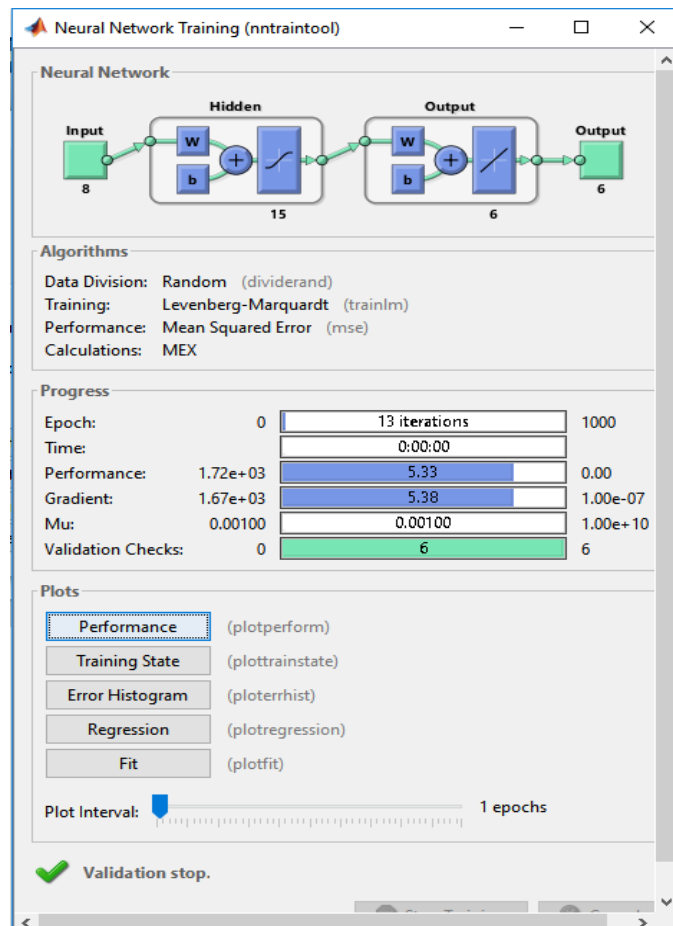 Neural Network Training (nntraintool)
Neural Network
Hidden Output
Input Output
W W
b b
8 15 6 6
Algorithms
Data Division: Random (dividerand)
Training: Levenberg-Marquardt (trainlm)
Performance: Mean Squared Error (mse)
Calculations: MEX
Progress
Epoch: 0 13 iterations 1000
Time: 0:00:00
Performance: 1.72e+03 5.33 0.00
Gradient: 1.67e+03 5.38 1.00e-07
Mu: 0.00100 0.00100 1.00e+10
Validation Checks: 0 6 6
Plots
Performance (plotperform)
Training State (plottrainstate)
Error Histogram (ploterrhist)
Regression (plotregression)
Fit (plotfit)
Plot Interval: 1 epochs
Validation stop.